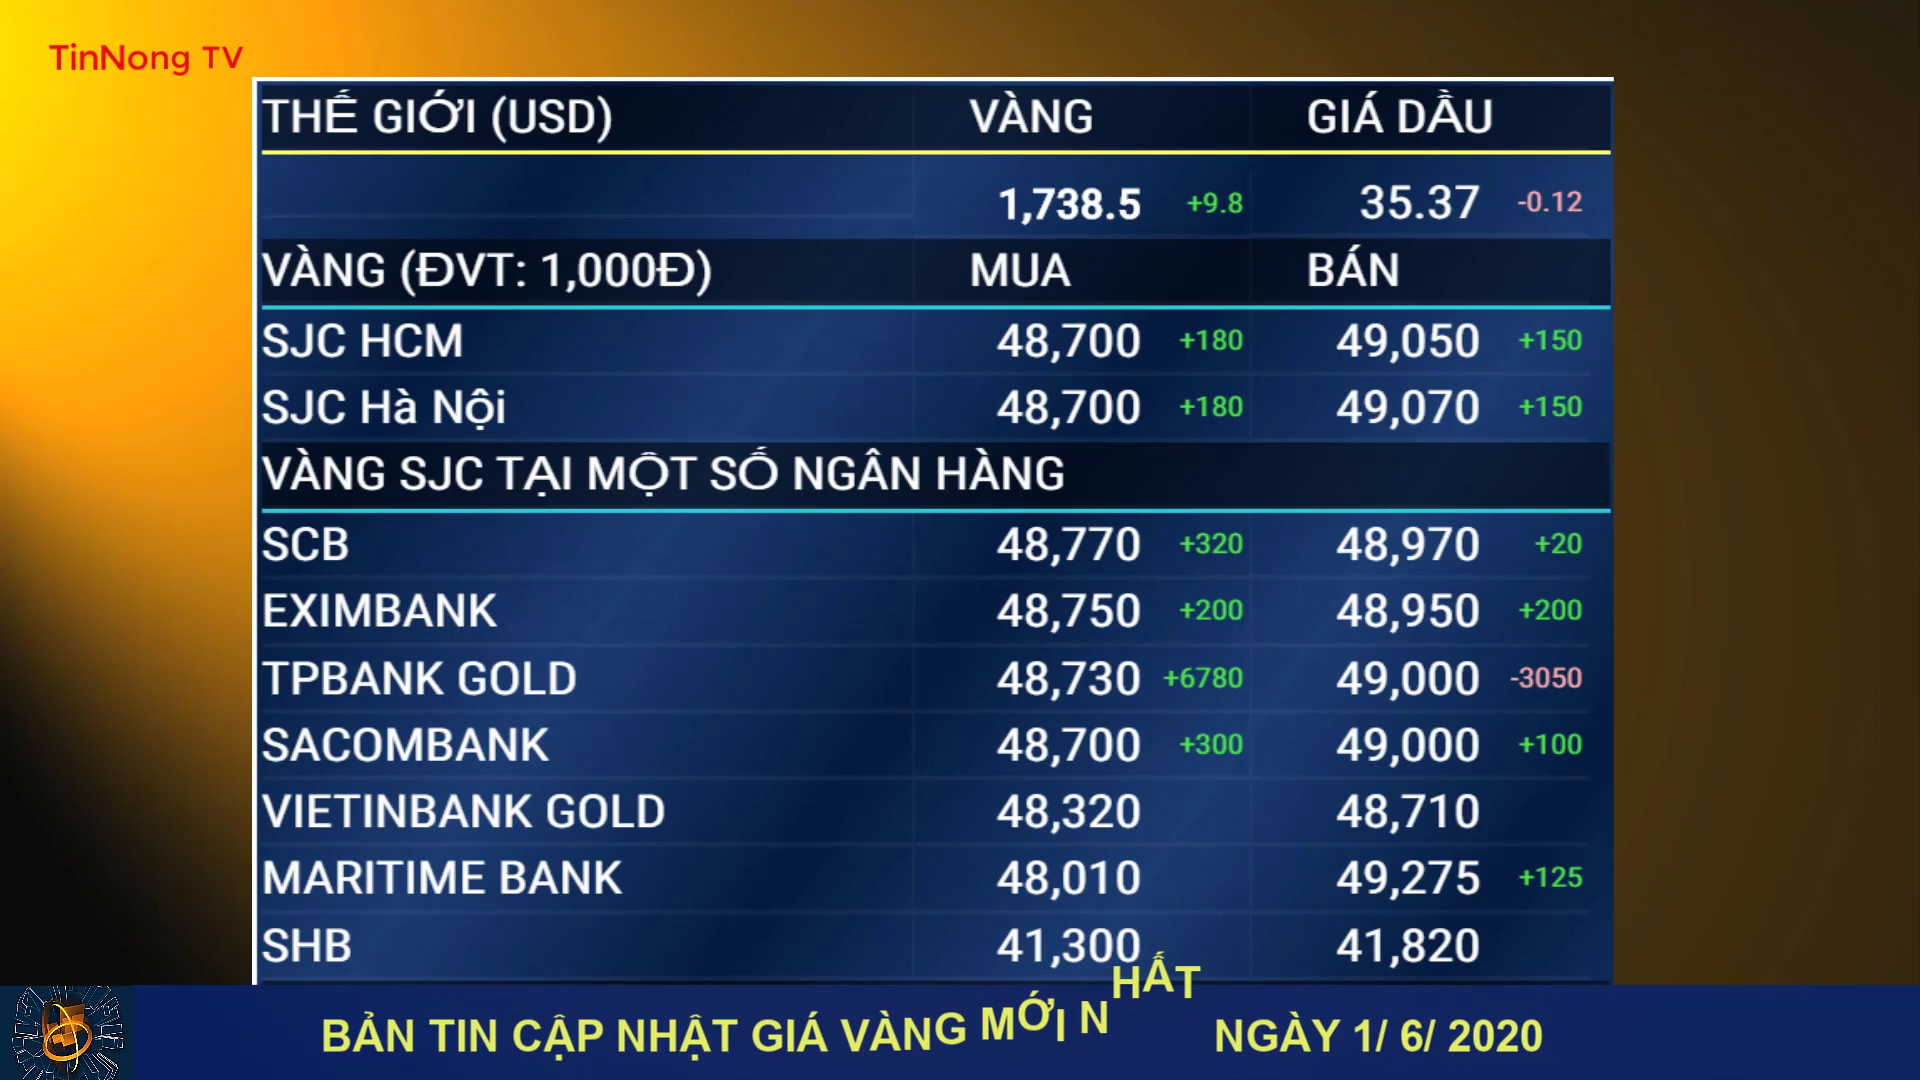 TinNong TV
THẾ GIỚI (USD) VÀNG GIÁ DẦU
1,738.5 +9.8 35.37 -0.12
VÀNG (ĐVT: 1,000Đ) MUA BÁN
SJC HCM 48,700 +180 49,050 +150
SJC Hà Nội 48,700 +180 49,070 +150
VÀNG SJC TẠI MỘT SỐ NGÂN HÀNG
SCB 48,770 +320 48,970 +20
EXIMBANK 48,750 +200 48,950 +200
TPBANK GOLD 48,730 +6780 49,000 -3050
SACOMBANK 48,700 +300 49,000 +100
VIETINBANK GOLD 48,320 48,710
MARITIME BANK 48,010 49,275 +125
SHB 41,300 41,820
BẢN TIN CẬP NHẬT GIÁ VÀNG MỚI NHẤT NGÀY 1/ 6/ 2020